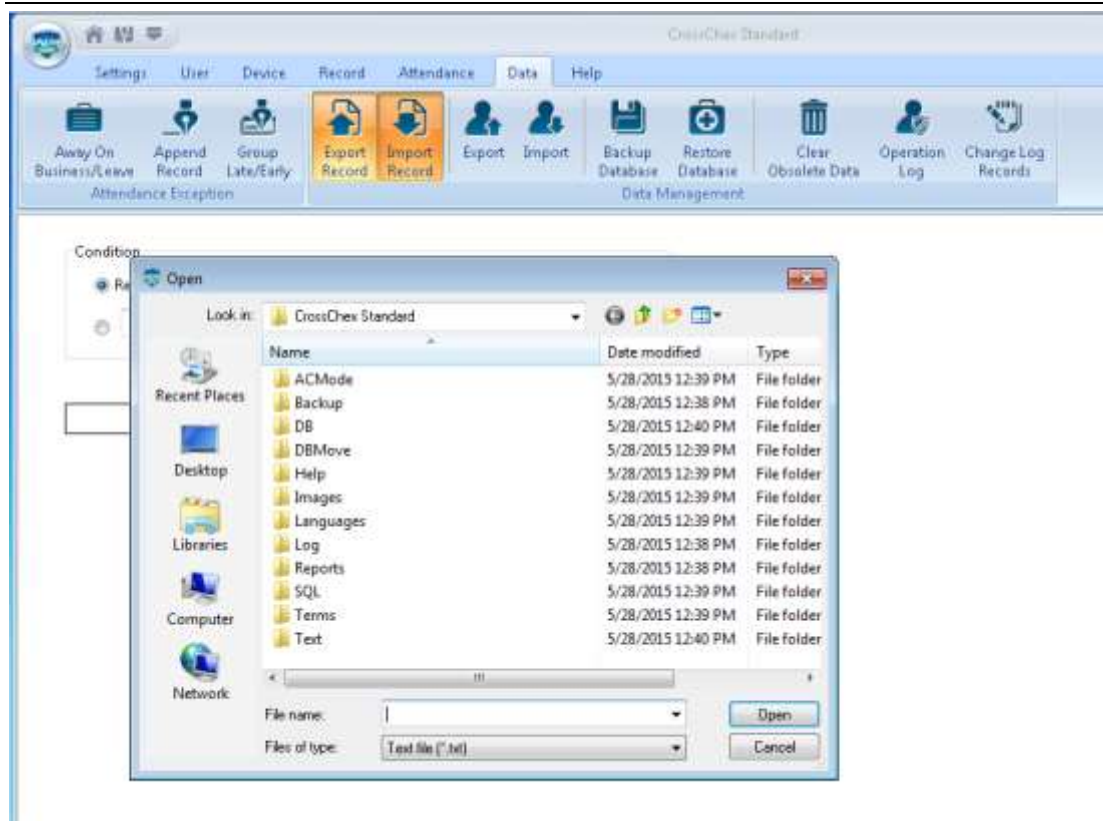 CrossChex Standard
Settings User Device Record Attendance Data Help
Away On Business/Leave
Append Record
Group Late/Early
Export Record
Import Record
Export
Import
Backup Database
Restore Database
Clear Obsolete Data
Operation Log
Change Log Records
Attendance Exception
Data Management
Condition
Re
Open
Look in: CrossChex Standard
Name Date modified Type
ACMode 5/28/2015 12:39 PM File folder
Backup 5/28/2015 12:38 PM File folder
DB 5/28/2015 12:40 PM File folder
DBMove 5/28/2015 12:39 PM File folder
Help 5/28/2015 12:39 PM File folder
Images 5/28/2015 12:39 PM File folder
Languages 5/28/2015 12:39 PM File folder
Log 5/28/2015 12:38 PM File folder
Reports 5/28/2015 12:38 PM File folder
SQL 5/28/2015 12:39 PM File folder
Terms 5/28/2015 12:39 PM File folder
Text 5/28/2015 12:40 PM File folder
Recent Places
Desktop
Libraries
Computer
Network
File name: Open
Files of type: Text file (*.txt) Cancel